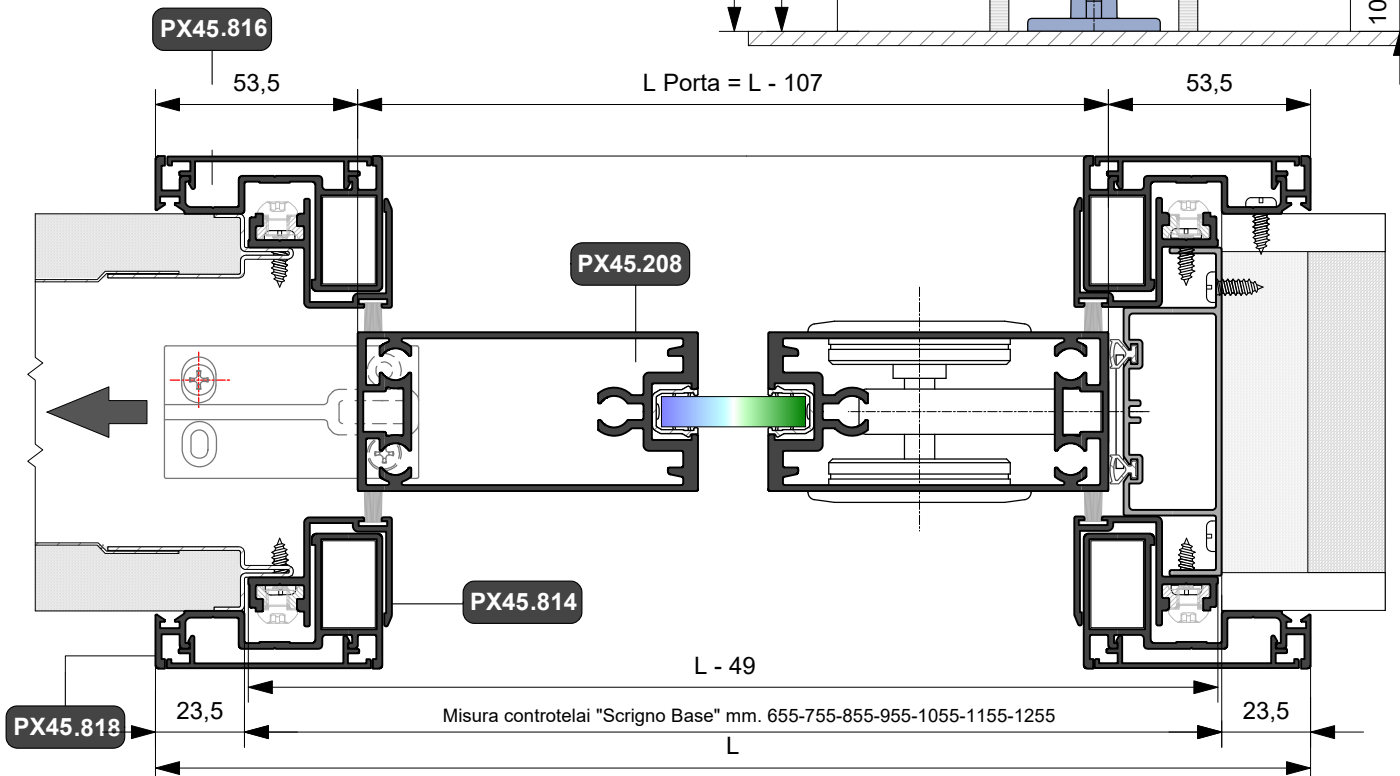 PX45.816
10
53,5
L Porta = L - 107
53,5
PX45.208
PX45.814
L - 49
PX45.818
23,5
Misura controtelai "Scrigno Base" mm. 655-755-855-955-1055-1155-1255
23,5
L